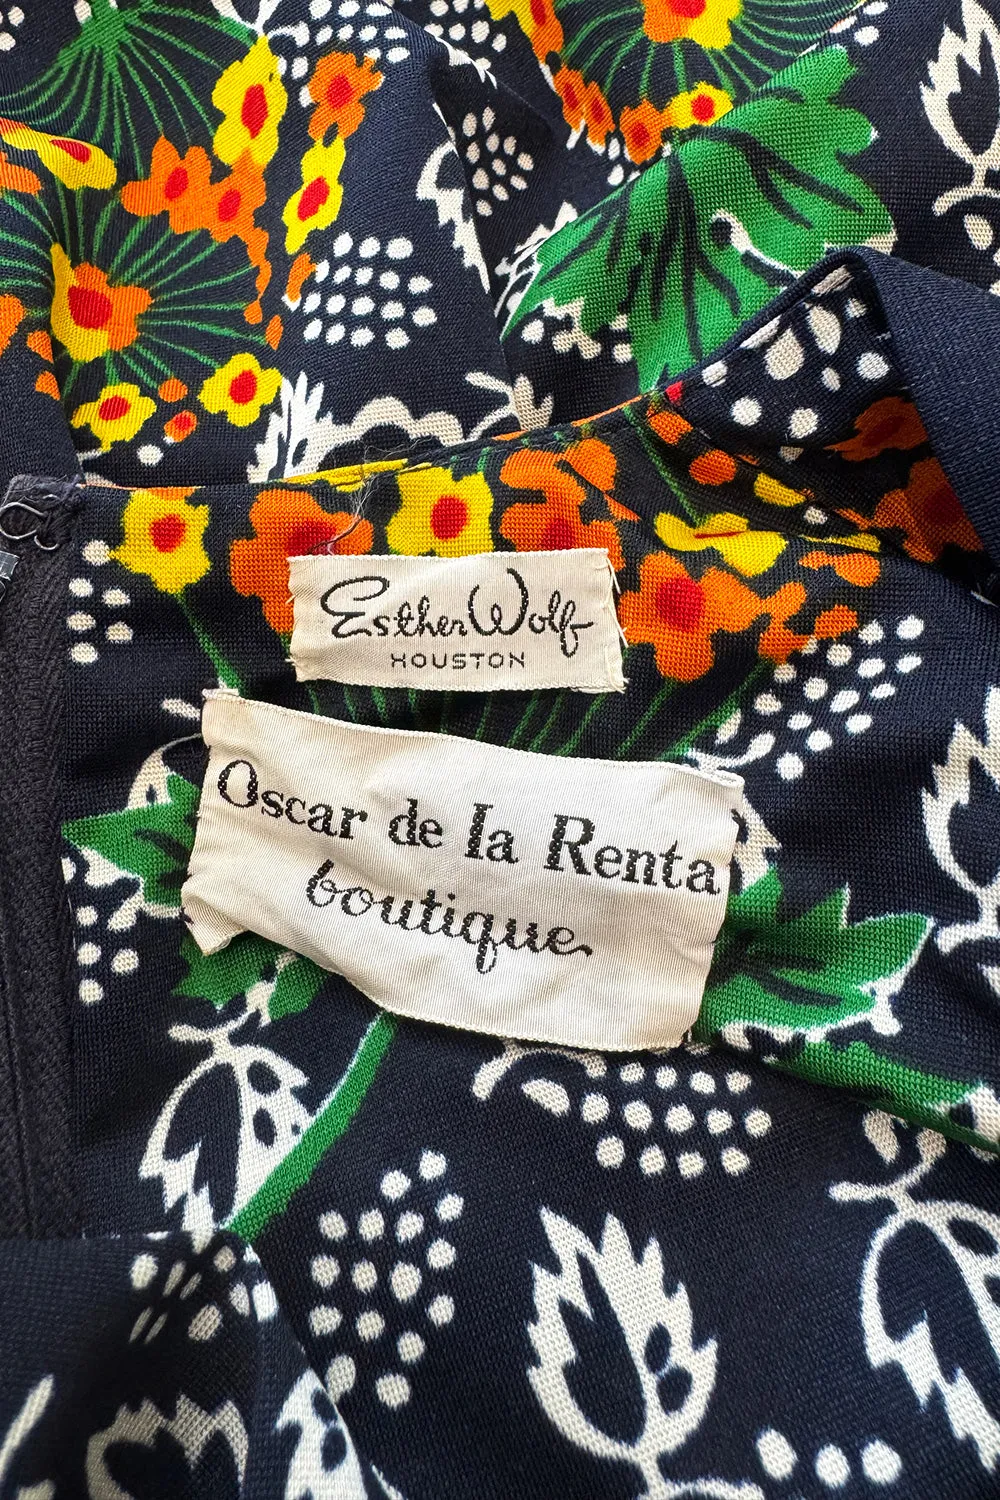 Esther Wolf
HOUSTON
Oscar de la Renta
boutique